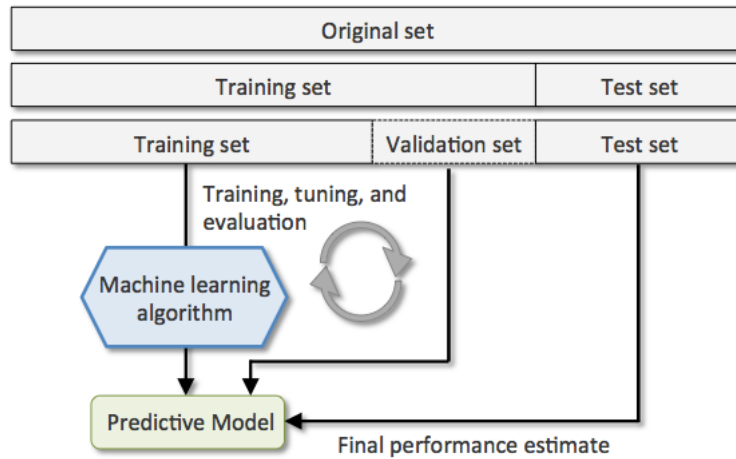 Original set
Training set
Test set
Training set
Validation set
Test set
Training, tuning, and
evaluation
Machine learning
algorithm
Predictive Model
Final performance estimate